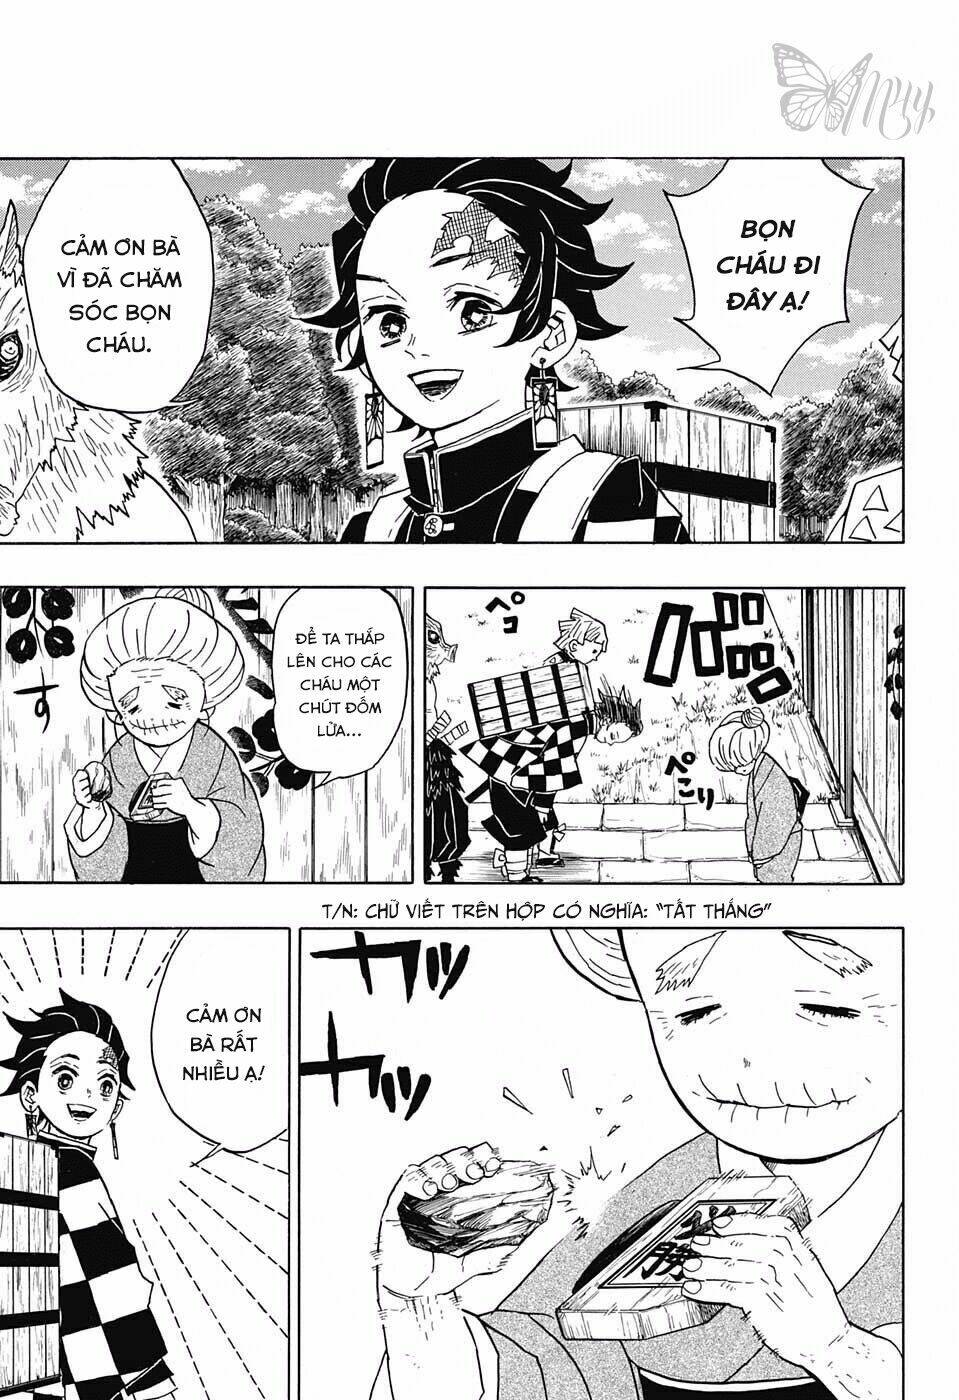 BỌN
CHÁU ĐI
ĐÂY Ạ!
CẢM ƠN BÀ
VÌ ĐÃ CHĂM
SÓC BỌN
CHÁU.
ペコ
ペこり
ĐỂ TA THẮP
LÊN CHO CÁC
CHÁU MỘT
CHÚT ĐỐM
LỬA...
す
T/N: CHỮ VIẾT TRÊN HỘP CÓ NGHĨA: “TẤT THẮNG”
カッ
カッ
必勝
CẢM ƠN
BÀ RẤT
NHIỀU Ạ!